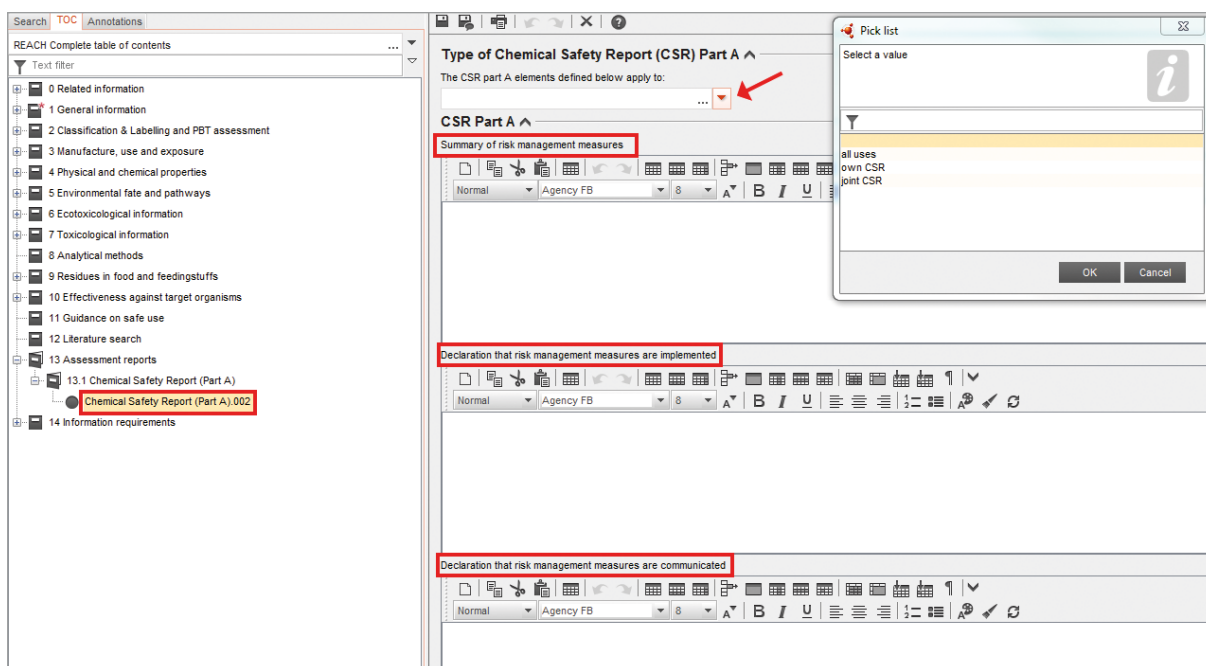 Search TOC Annotations
REACH Complete table of contents ...
Text filter
0 Related information
1 General information
2 Classification & Labelling and PBT assessment
3 Manufacture, use and exposure
4 Physical and chemical properties
5 Environmental fate and pathways
6 Ecotoxicological information
7 Toxicological information
8 Analytical methods
9 Residues in food and feedingstuffs
10 Effectiveness against target organisms
11 Guidance on safe use
12 Literature search
13 Assessment reports
13.1 Chemical Safety Report (Part A)
Chemical Safety Report (Part A).002
14 Information requirements
Type of Chemical Safety Report (CSR) Part A
The CSR part A elements defined below apply to:
...
CSR Part A
Summary of risk management measures
Normal Agency FB 8 A B I U
Declaration that risk management measures are implemented
Normal Agency FB 8 A B I U
Declaration that risk management measures are communicated
Normal Agency FB 8 A B I U
Pick list
Select a value
i
all uses
own CSR
joint CSR
OK Cancel